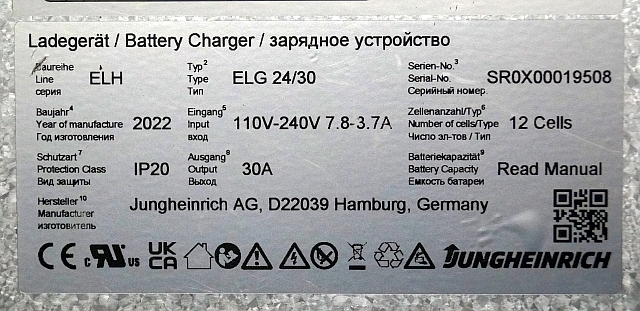 Ladegerät / Battery Charger / зарядное устройство
Baureihe
Line
серия
ELH
Typ²
Type
Тип
ELG 24/30
Serien-No.³
Serial-No.
Серийный номер.
SR0X00019508
Baujahr⁴
Year of manufacture
Год изготовления
2022
Eingang⁵
Input
вход
110V-240V 7.8-3.7A
Zellenanzahl/Typ⁶
Number of cells/Type
Число эл-тов / Тип
12 Cells
Schutzart⁷
Protection Class
Вид защиты
IP20
Ausgang⁸
Output
Выход
30A
Batteriekapazität⁹
Battery Capacity
Емкость батареи
Read Manual
Hersteller¹⁰
Manufacturer
изготовитель
Jungheinrich AG, D22039 Hamburg, Germany
CE c RU us UK CA JUNGHEINRICH